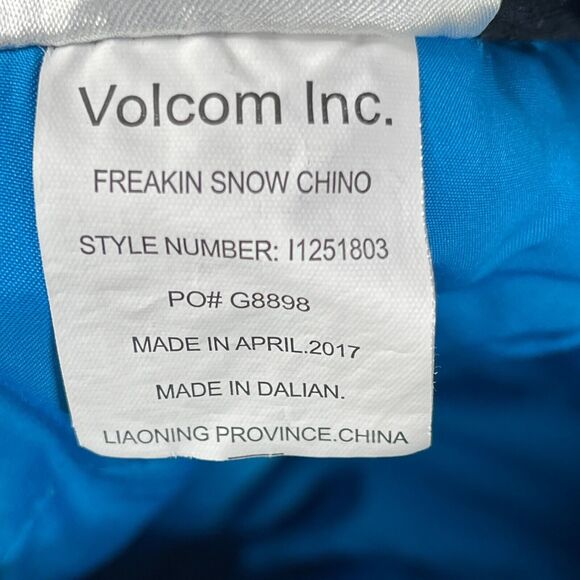 Volcom Inc.
FREAKIN SNOW CHINO
STYLE NUMBER: I1251803
PO# G8898
MADE IN APRIL.2017
MADE IN DALIAN.
LIAONING PROVINCE.CHINA